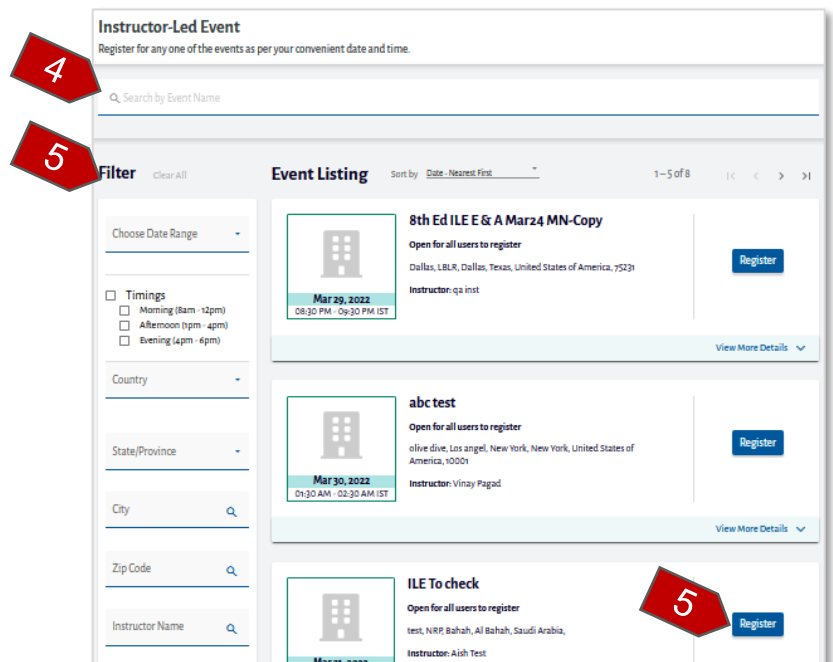 Instructor-Led Event
Register for any one of the events as per your convenient date and time.
4
Search by Event Name
5
Filter Clear All
Event Listing Sort by Date - Nearest First 1–5 of 8
Choose Date Range
Timings
Morning (8am - 12pm)
Afternoon (1pm - 4pm)
Evening (4pm - 6pm)
Country
State/Province
City
Zip Code
Instructor Name
8th Ed ILE E & A Mar24 MN-Copy
Open for all users to register
Dallas, LBLR, Dallas, Texas, United States of America, 75231
Instructor: qa inst
Mar 29, 2022
08:30 PM - 09:30 PM IST
Register
View More Details
abc test
Open for all users to register
olive dive, Los angel, New York, New York, United States of
America, 10001
Instructor: Vinay Pagad
Mar 30, 2022
01:30 AM - 02:30 AM IST
Register
View More Details
ILE To check
Open for all users to register
test, NRP, Bahah, Al Bahah, Saudi Arabia,
Instructor: Aish Test
Mar 31, 2022
5
Register